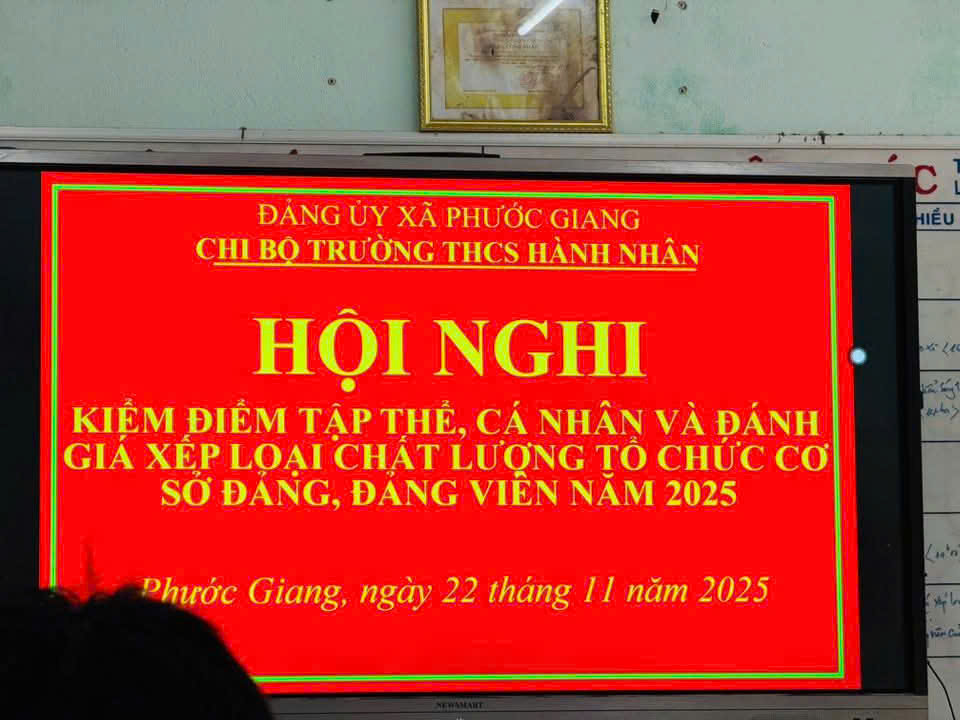 ĐẢNG ỦY XÃ PHƯỚC GIANG
CHI BỘ TRƯỜNG THCS HÀNH NHÂN
HỘI NGHI
KIỂM ĐIỂM TẬP THỂ, CÁ NHÂN VÀ ĐÁNH
GIÁ XẾP LOẠI CHẤT LƯỢNG TỔ CHỨC CƠ
SỞ ĐẢNG, ĐẢNG VIÊN NĂM 2025
Phước Giang, ngày 22 tháng 11 năm 2025
NEWSMART